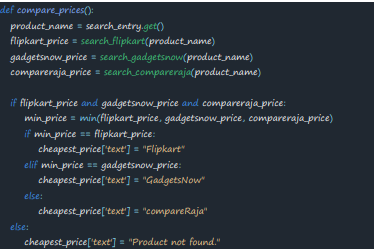 def compare_prices():
    product_name = search_entry.get()
    flipkart_price = search_flipkart(product_name)
    gadgetsnow_price = search_gadgetsnow(product_name)
    compareraja_price = search_compareraja(product_name)

    if flipkart_price and gadgetsnow_price and compareraja_price:
        min_price = min(flipkart_price, gadgetsnow_price, compareraja_price)
        if min_price == flipkart_price:
            cheapest_price['text'] = "Flipkart"
        elif min_price == gadgetsnow_price:
            cheapest_price['text'] = "GadgetsNow"
        else:
            cheapest_price['text'] = "compareRaja"
    else:
        cheapest_price['text'] = "Product not found."